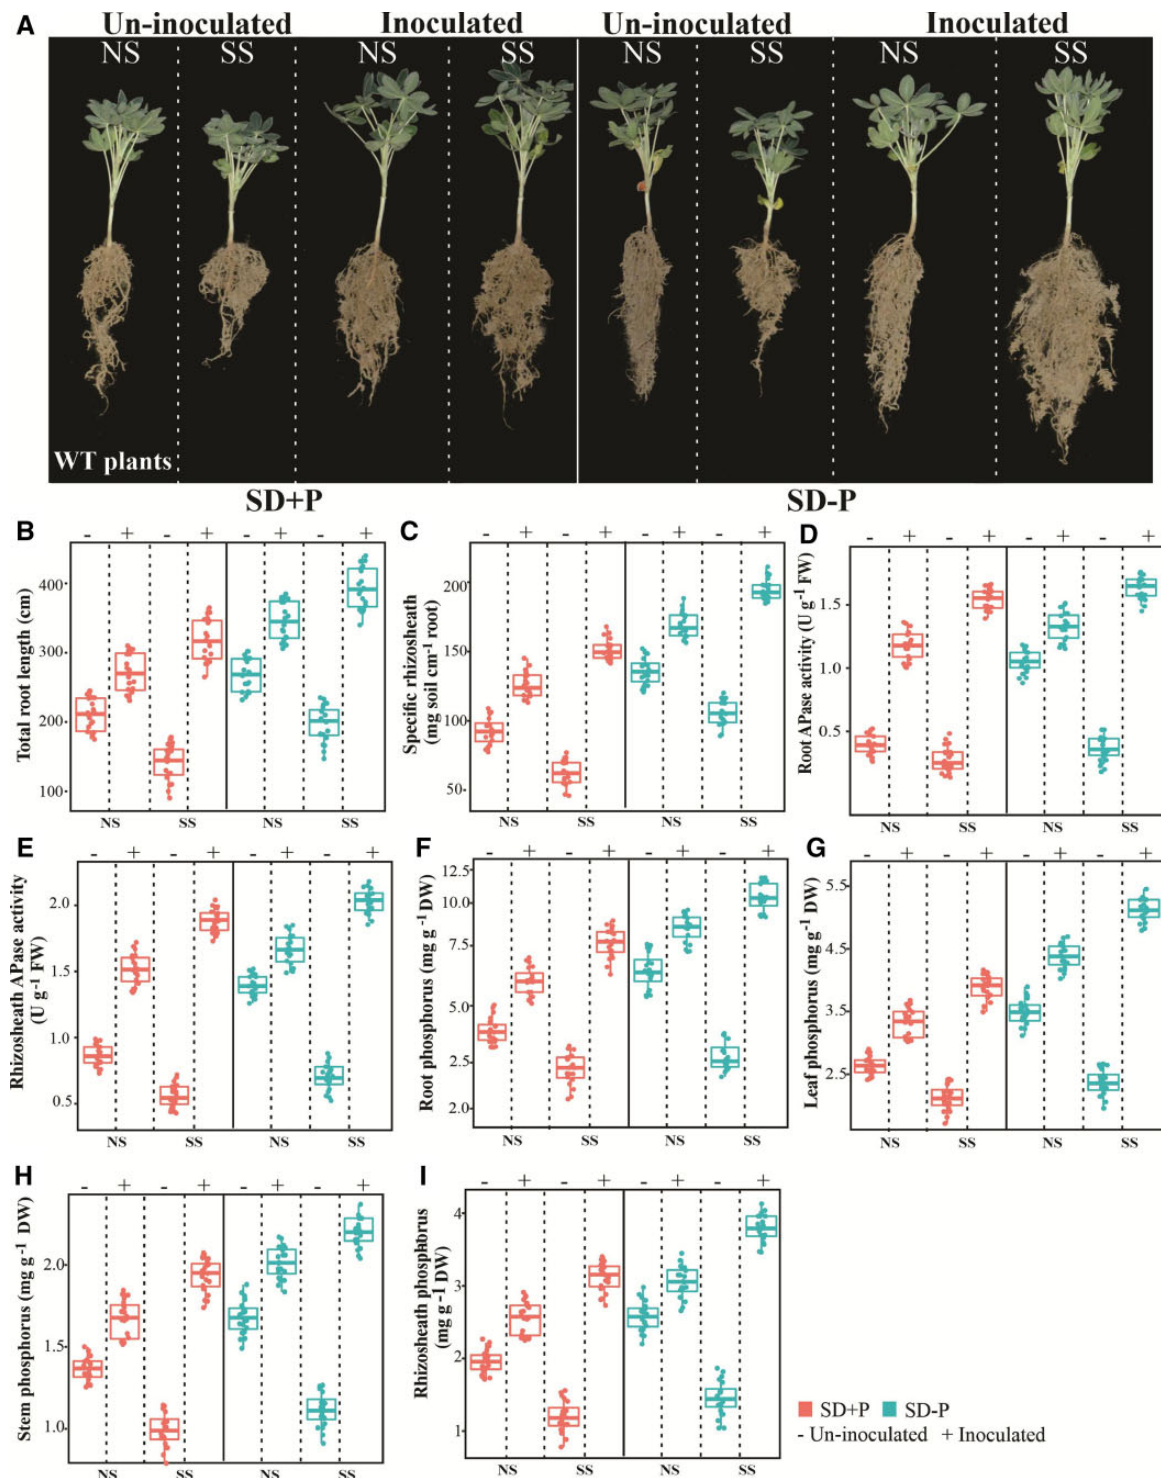 A
Un-inoculated Inoculated Un-inoculated Inoculated
NS SS NS SS NS SS NS SS
WT plants
SD+P SD-P
B
- + - + - + - +
Total root length (cm)
400
300
200
100
NS SS NS SS
C
- + - + - + - +
Specific rhizosheath
(mg soil cm-1 root)
200
150
100
50
NS SS NS SS
D
- + - + - + - +
Root APase activity (U g-1 FW)
1.5
1.0
0.5
NS SS NS SS
E
- + - + - + - +
Rhizosheath APase activity
(U g-1 FW)
2.0
1.5
1.0
0.5
NS SS NS SS
F
- + - + - + - +
Root phosphorus (mg g-1 DW)
12.5
10.0
7.5
5.0
2.5
2.0
NS SS NS SS
G
- + - + - + - +
Leaf phosphorus (mg g-1 DW)
5.5
4.5
3.5
2.5
NS SS NS SS
H
- + - + - + - +
Stem phosphorus (mg g-1 DW)
2.0
1.5
1.0
NS SS NS SS
I
- + - + - + - +
Rhizosheath phosphorus
(mg g-1 DW)
4
3
2
1
NS SS NS SS
SD+P SD-P
- Un-inoculated + Inoculated